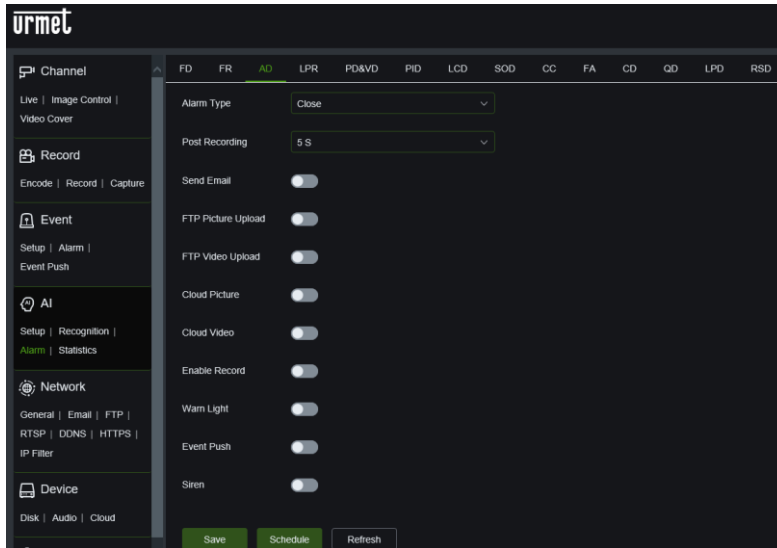 urmet
Channel
Live | Image Control |
Video Cover
Record
Encode | Record | Capture
Event
Setup | Alarm |
Event Push
AI
Setup | Recognition |
Alarm | Statistics
Network
General | Email | FTP |
RTSP | DDNS | HTTPS |
IP Filter
Device
Disk | Audio | Cloud
FD FR AD LPR PD&VD PID LCD SOD CC FA CD QD LPD RSD
Alarm Type Close
Post Recording 5 S
Send Email
FTP Picture Upload
FTP Video Upload
Cloud Picture
Cloud Video
Enable Record
Warn Light
Event Push
Siren
Save Schedule Refresh